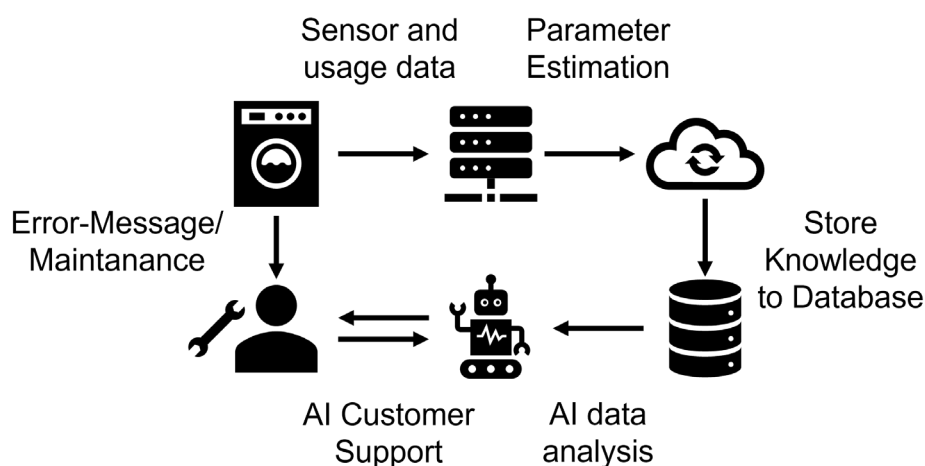 Sensor and
usage data
Parameter
Estimation
Error-Message/
Maintanance
Store
Knowledge
to Database
AI Customer
Support
AI data
analysis